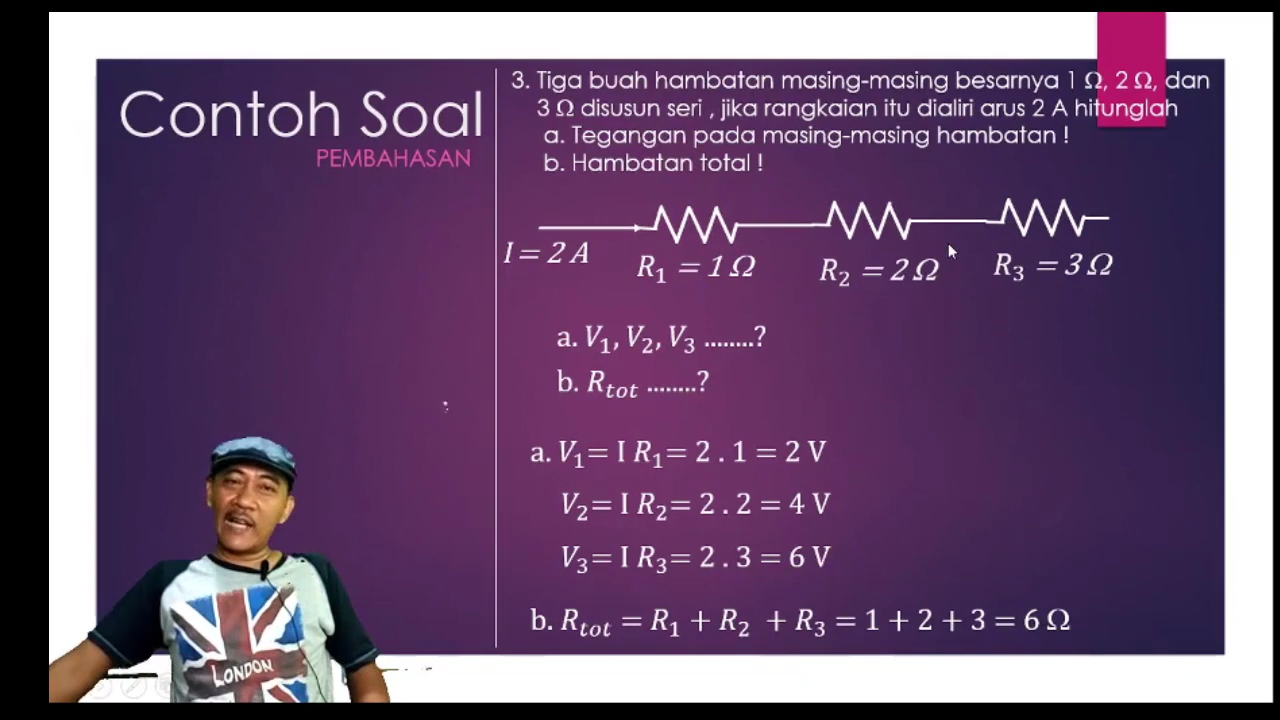 Contoh Soal
PEMBAHASAN
3. Tiga buah hambatan masing-masing besarnya 1 Ω, 2 Ω, dan
3 Ω disusun seri , jika rangkaian itu dialiri arus 2 A hitunglah
a. Tegangan pada masing-masing hambatan !
b. Hambatan total !
I = 2 A
R₁ = 1 Ω
R₂ = 2 Ω
R₃ = 3 Ω
a. V₁, V₂, V₃ ........?
b. Rₜₒₜ ........?
a. V₁= I R₁= 2 . 1 = 2 V
V₂= I R₂= 2 . 2 = 4 V
V₃= I R₃= 2 . 3 = 6 V
b. Rₜₒₜ = R₁ + R₂ + R₃ = 1 + 2 + 3 = 6 Ω
LONDON